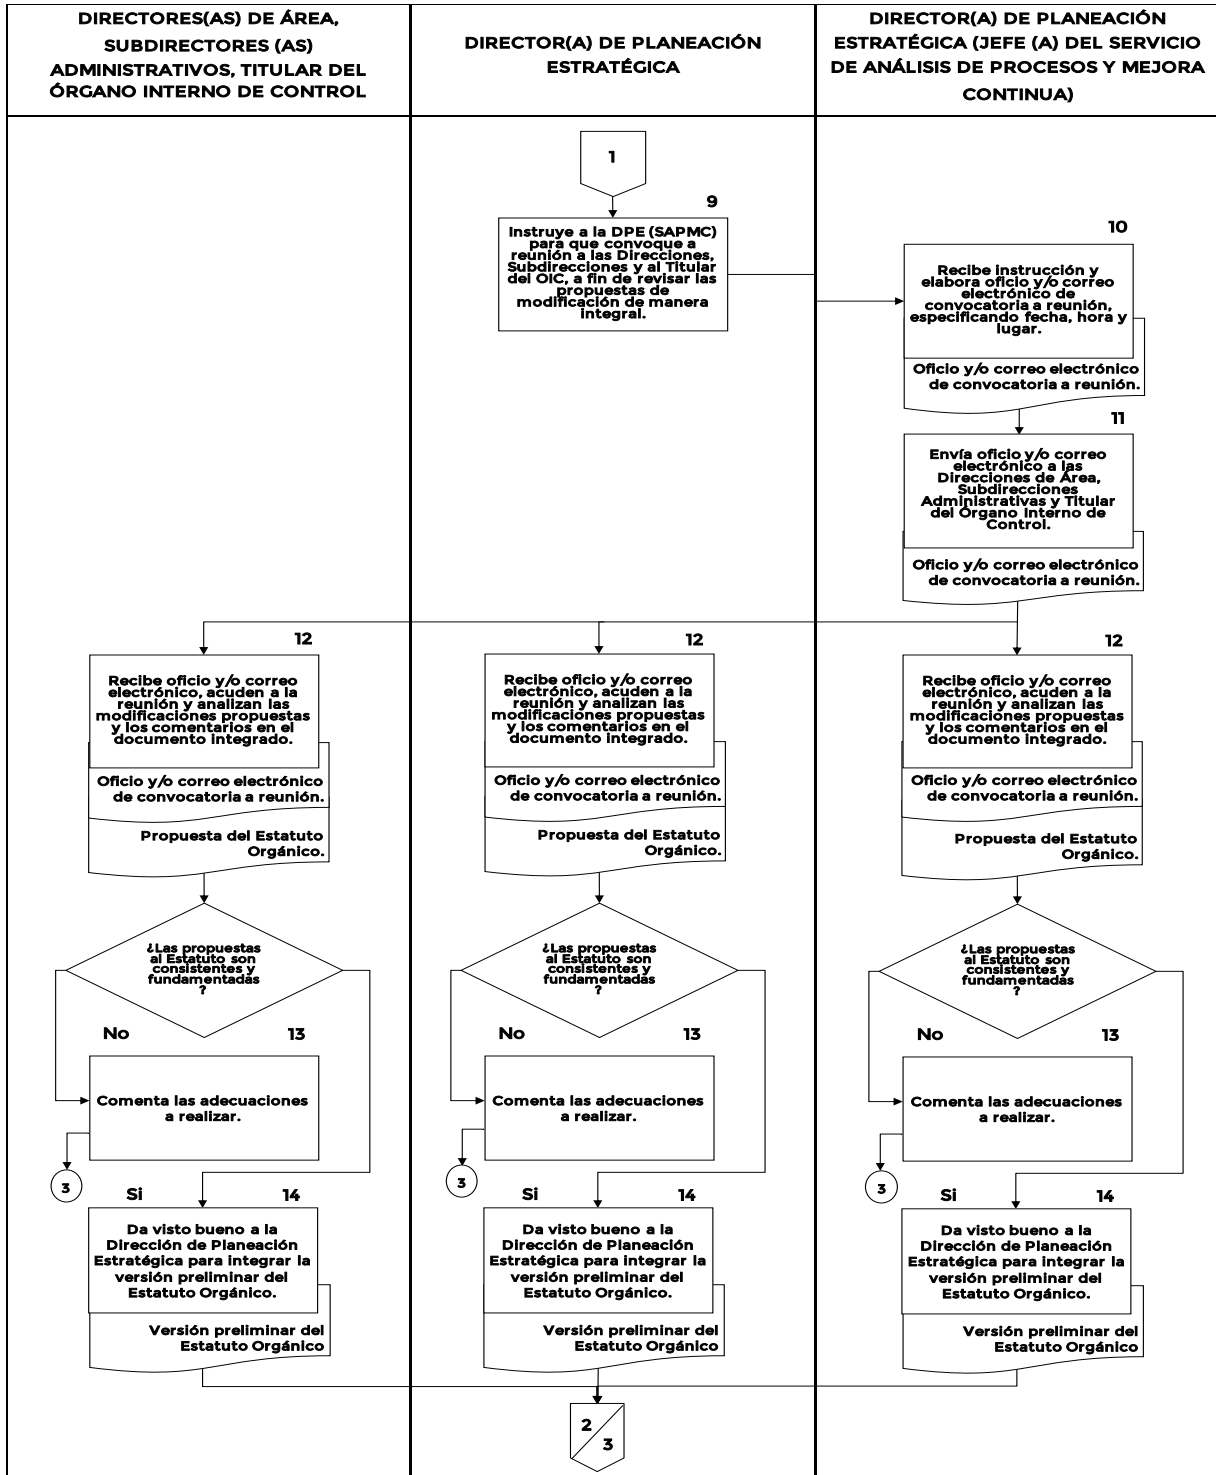 DIRECTORES(AS) DE ÁREA,
SUBDIRECTORES (AS)
ADMINISTRATIVOS, TITULAR DEL
ÓRGANO INTERNO DE CONTROL
DIRECTOR(A) DE PLANEACIÓN
ESTRATÉGICA
DIRECTOR(A) DE PLANEACIÓN
ESTRATÉGICA (JEFE (A) DEL SERVICIO
DE ANÁLISIS DE PROCESOS Y MEJORA
CONTINUA)
1
9
Instruye a la DPE (SAPMC)
para que convoque a
reunión a las Direcciones,
Subdirecciones y al Titular
del OIC, a fin de revisar las
propuestas de
modificación de manera
integral.
10
Recibe instrucción y
elabora oficio y/o correo
electrónico de
convocatoria a reunión,
especificando fecha, hora y
lugar.
Oficio y/o correo electrónico
de convocatoria a reunión.
11
Envía oficio y/o correo
electrónico a las
Direcciones de Área,
Subdirecciones
Administrativas y Titular
del Órgano Interno de
Control.
Oficio y/o correo electrónico
de convocatoria a reunión.
12
Recibe oficio y/o correo
electrónico, acuden a la
reunión y analizan las
modificaciones propuestas
y los comentarios en el
documento integrado.
Oficio y/o correo electrónico
de convocatoria a reunión.
Propuesta del Estatuto
Orgánico.
¿Las propuestas
al Estatuto son
consistentes y
fundamentadas
?
No
13
Comenta las adecuaciones
a realizar.
3
Si
14
Da visto bueno a la
Dirección de Planeación
Estratégica para integrar la
versión preliminar del
Estatuto Orgánico.
Versión preliminar del
Estatuto Orgánico
12
Recibe oficio y/o correo
electrónico, acuden a la
reunión y analizan las
modificaciones propuestas
y los comentarios en el
documento integrado.
Oficio y/o correo electrónico
de convocatoria a reunión.
Propuesta del Estatuto
Orgánico.
¿Las propuestas
al Estatuto son
consistentes y
fundamentadas
?
No
13
Comenta las adecuaciones
a realizar.
3
Si
14
Da visto bueno a la
Dirección de Planeación
Estratégica para integrar la
versión preliminar del
Estatuto Orgánico.
Versión preliminar del
Estatuto Orgánico
12
Recibe oficio y/o correo
electrónico, acuden a la
reunión y analizan las
modificaciones propuestas
y los comentarios en el
documento integrado.
Oficio y/o correo electrónico
de convocatoria a reunión.
Propuesta del Estatuto
Orgánico.
¿Las propuestas
al Estatuto son
consistentes y
fundamentadas
?
No
13
Comenta las adecuaciones
a realizar.
3
Si
14
Da visto bueno a la
Dirección de Planeación
Estratégica para integrar la
versión preliminar del
Estatuto Orgánico.
Versión preliminar del
Estatuto Orgánico
2
3